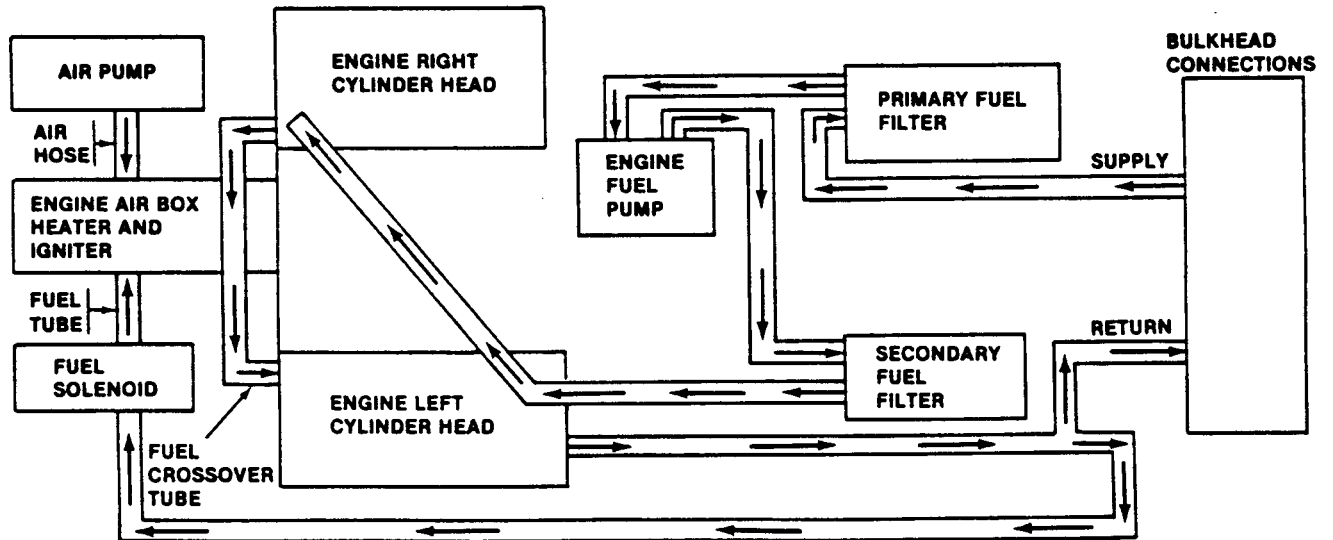 AIR PUMP
AIR
HOSE
ENGINE AIR BOX
HEATER AND
IGNITER
FUEL
TUBE
FUEL
SOLENOID
FUEL
CROSSOVER
TUBE
ENGINE RIGHT
CYLINDER HEAD
ENGINE LEFT
CYLINDER HEAD
ENGINE
FUEL
PUMP
PRIMARY FUEL
FILTER
SECONDARY
FUEL
FILTER
BULKHEAD
CONNECTIONS
SUPPLY
RETURN